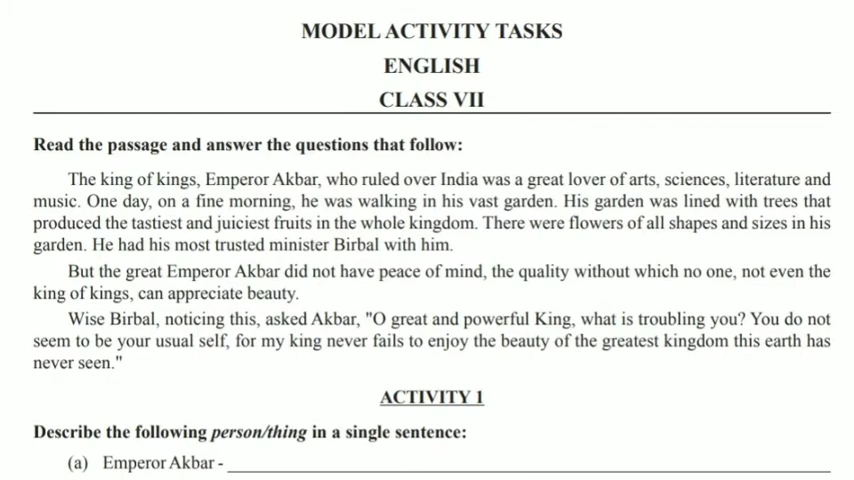 MODEL ACTIVITY TASKS
ENGLISH
CLASS VII
Read the passage and answer the questions that follow:
The king of kings, Emperor Akbar, who ruled over India was a great lover of arts, sciences, literature and
music. One day, on a fine morning, he was walking in his vast garden. His garden was lined with trees that
produced the tastiest and juiciest fruits in the whole kingdom. There were flowers of all shapes and sizes in his
garden. He had his most trusted minister Birbal with him.
But the great Emperor Akbar did not have peace of mind, the quality without which no one, not even the
king of kings, can appreciate beauty.
Wise Birbal, noticing this, asked Akbar, "O great and powerful King, what is troubling you? You do not
seem to be your usual self, for my king never fails to enjoy the beauty of the greatest kingdom this earth has
never seen."
ACTIVITY 1
Describe the following person/thing in a single sentence:
(a) Emperor Akbar -